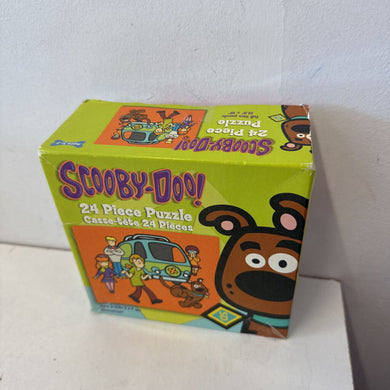 24 Piece
Puzzle
SCOOBY-DOO!
SCOOBY-DOO!
24 Piece Puzzle
Casse-tête 24 Pièces